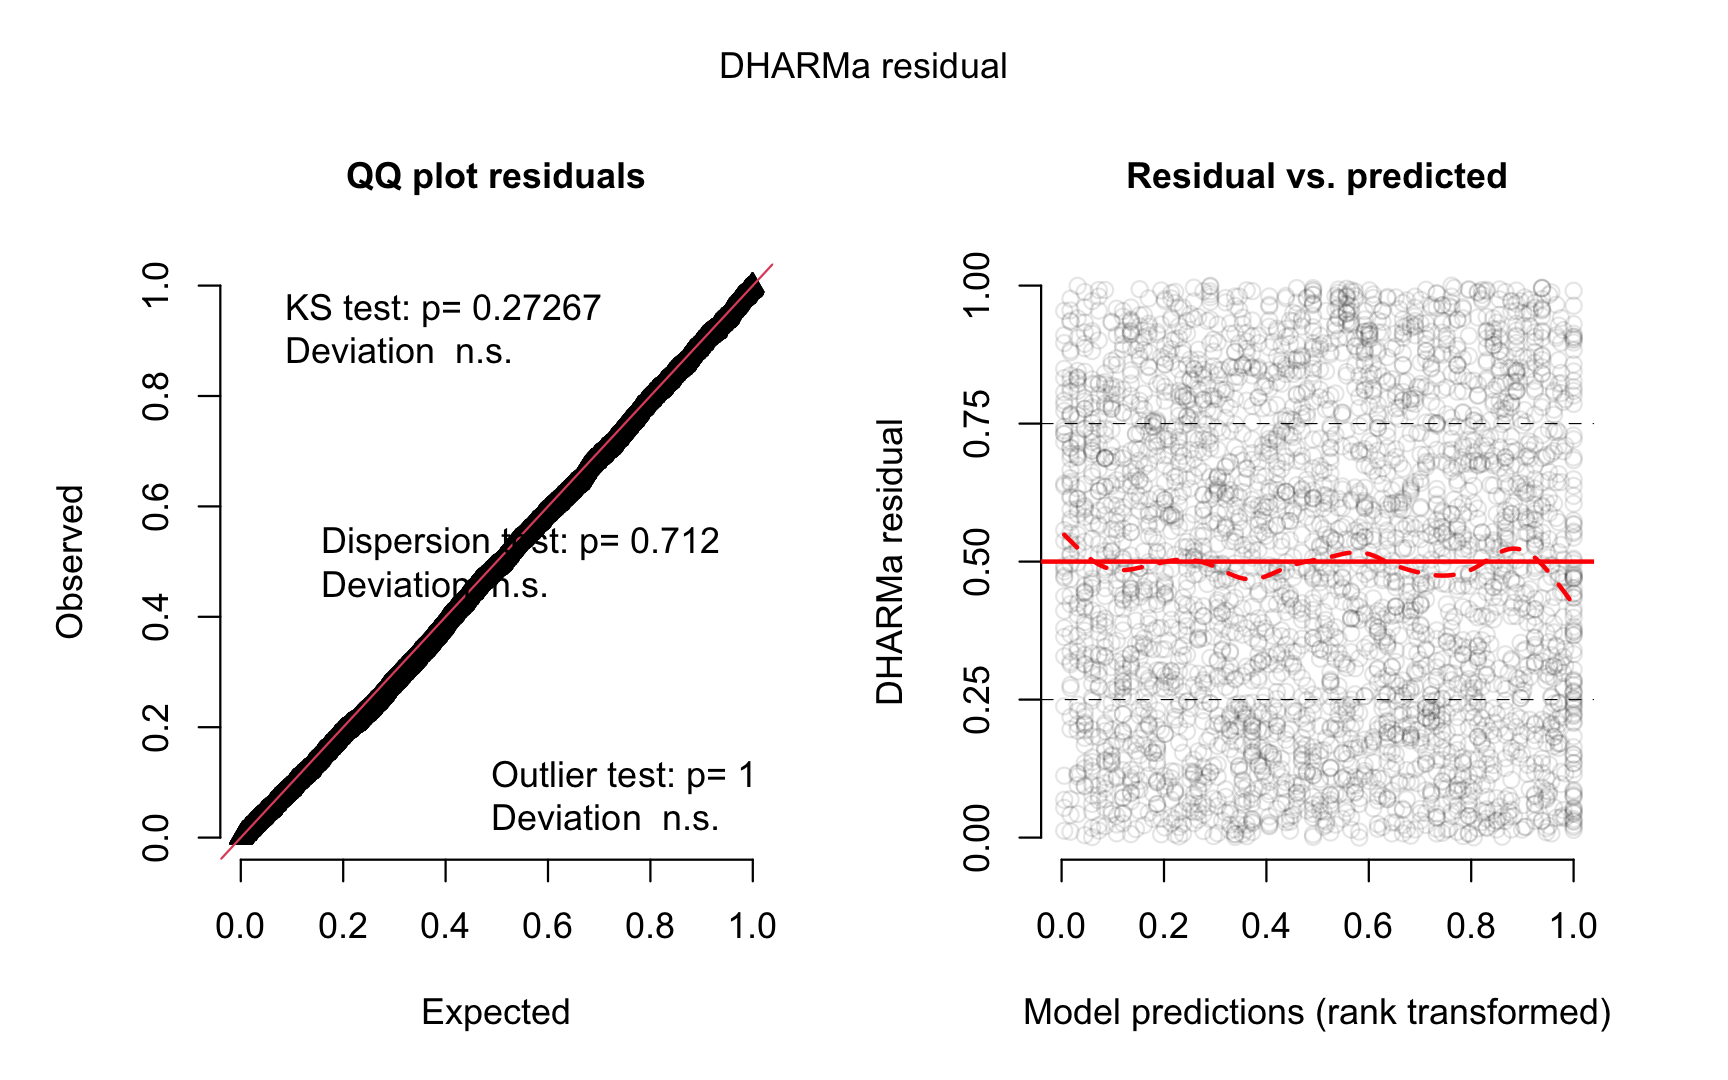 DHARMa residual
QQ plot residuals
Observed
0.0 0.2 0.4 0.6 0.8 1.0
KS test: p= 0.27267
Deviation  n.s.
Dispersion test: p= 0.712
Deviation  n.s.
Outlier test: p= 1
Deviation  n.s.
0.0 0.2 0.4 0.6 0.8 1.0
Expected
Residual vs. predicted
DHARMa residual
0.00 0.25 0.50 0.75 1.00
0.0 0.2 0.4 0.6 0.8 1.0
Model predictions (rank transformed)